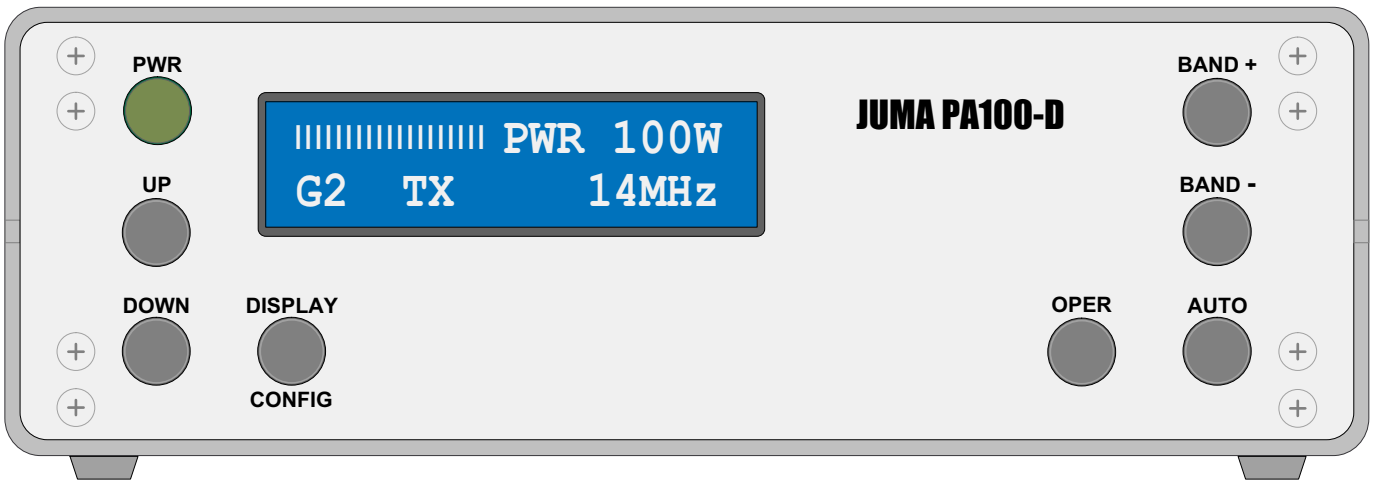 PWR
BAND +
|||||||||||||||||| PWR 100W
JUMA PA100-D
UP
G2 TX 14MHz
BAND -
DOWN
DISPLAY
OPER
AUTO
CONFIG